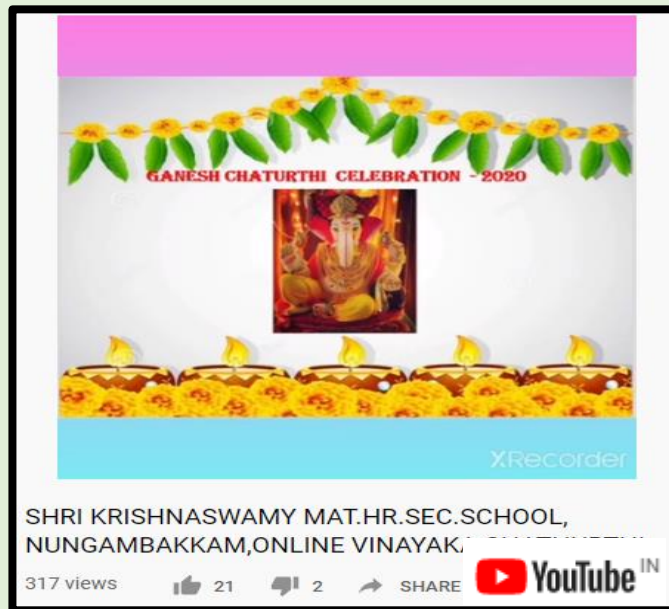 GANESH CHATURTHI CELEBRATION - 2020
XRecorder
SHRI KRISHNASWAMY MAT.HR.SEC.SCHOOL,
NUNGAMBAKKAM,ONLINE VINAYAKA
317 views 21 2 SHARE
YouTube IN